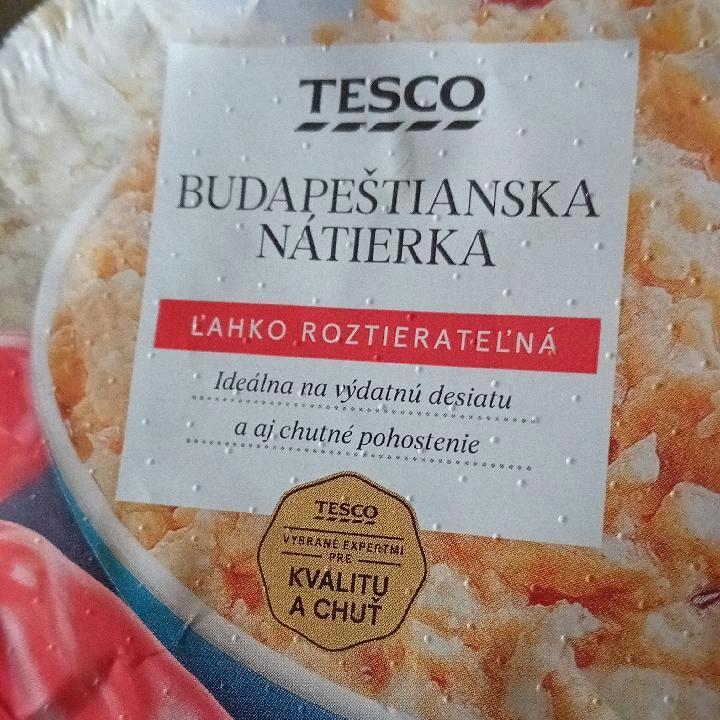 TESCO
BUDAPEŠTIANSKA
NÁTIERKA
ĽAHKO ROZTIERATEĽNÁ
Ideálna na výdatnú desiatu
a aj chutné pohostenie
TESCO
VYBRANÉ EXPERTMI
PRE
KVALITU
A CHUŤ